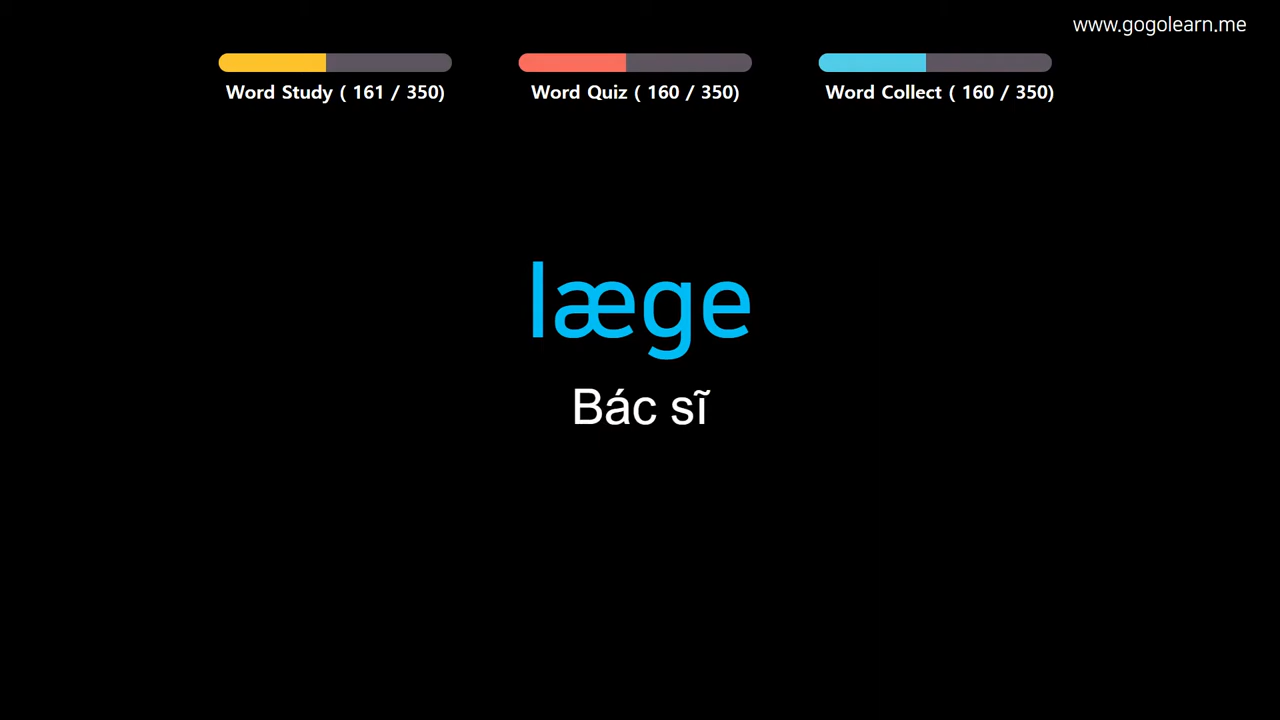 www.gogolearn.me
Word Study ( 161 / 350)
Word Quiz ( 160 / 350)
Word Collect ( 160 / 350)
læge
Bác sĩ